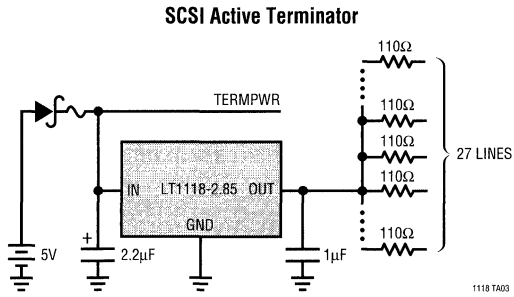 SCSI Active Terminator
110Ω
TERMPWR
110Ω
110Ω
27 LINES
IN LT1118-2.85 OUT
110Ω
GND
110Ω
5V
+
2.2µF
1µF
1118 TA03